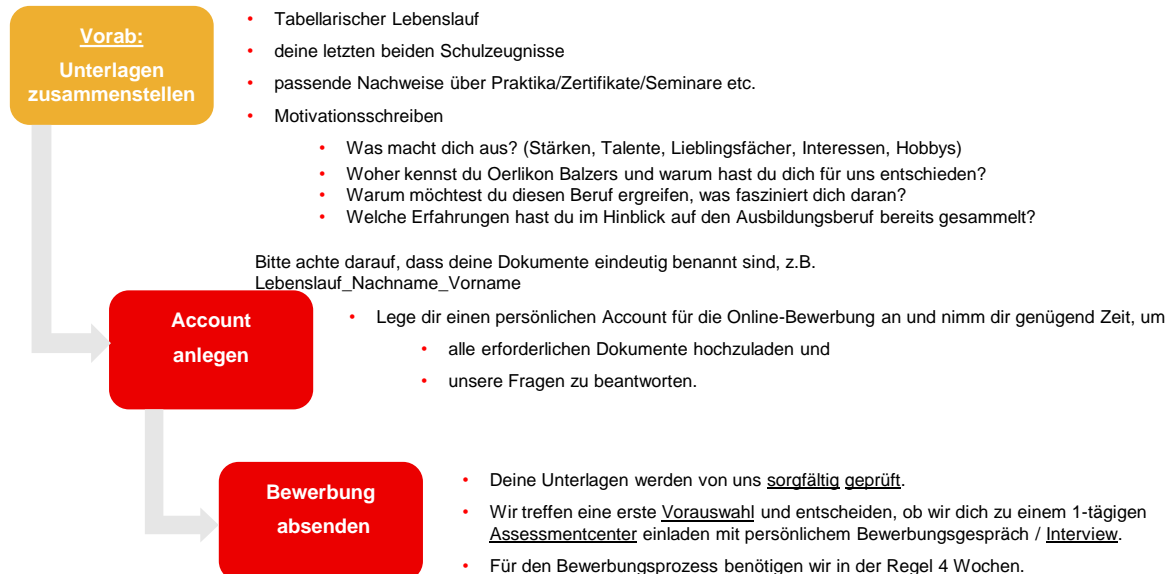 Vorab:
Unterlagen
zusammenstellen
• Tabellarischer Lebenslauf
• deine letzten beiden Schulzeugnisse
• passende Nachweise über Praktika/Zertifikate/Seminare etc.
• Motivationsschreiben
• Was macht dich aus? (Stärken, Talente, Lieblingsfächer, Interessen, Hobbys)
• Woher kennst du Oerlikon Balzers und warum hast du dich für uns entschieden?
• Warum möchtest du diesen Beruf ergreifen, was fasziniert dich daran?
• Welche Erfahrungen hast du im Hinblick auf den Ausbildungsberuf bereits gesammelt?
Bitte achte darauf, dass deine Dokumente eindeutig benannt sind, z.B.
Lebenslauf_Nachname_Vorname
Account
anlegen
• Lege dir einen persönlichen Account für die Online-Bewerbung an und nimm dir genügend Zeit, um
• alle erforderlichen Dokumente hochzuladen und
• unsere Fragen zu beantworten.
Bewerbung
absenden
• Deine Unterlagen werden von uns sorgfältig geprüft.
• Wir treffen eine erste Vorauswahl und entscheiden, ob wir dich zu einem 1-tägigen
Assessmentcenter einladen mit persönlichem Bewerbungsgespräch / Interview.
• Für den Bewerbungsprozess benötigen wir in der Regel 4 Wochen.